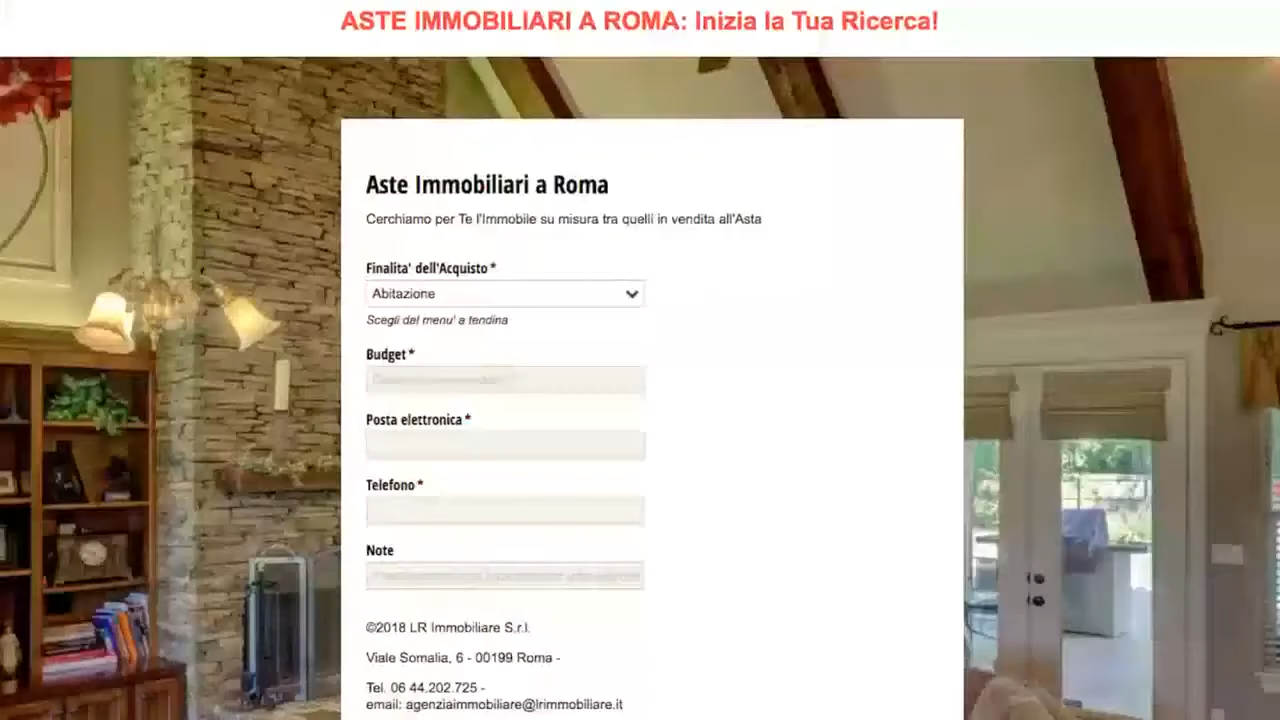 ASTE IMMOBILIARI A ROMA: Inizia la Tua Ricerca!
Aste Immobiliari a Roma
Cerchiamo per Te l'Immobile su misura tra quelli in vendita all'Asta
Finalita' dell'Acquisto *
Abitazione
Scegli dal menu' a tendina
Budget *
Posta elettronica *
Telefono *
Note
©2018 LR Immobiliare S.r.l.
Viale Somalia, 6 - 00199 Roma -
Tel. 06 44.202.725 -
email: agenziaimmobiliare@lrimmobiliare.it